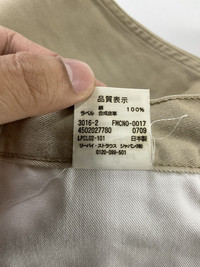 品質表示
綿 100%
ラベル 合成皮革
3016-2 FMCNO-0017
4502027780 0709
LPCL02-101 日本製
リーバイ・ストラウス ジャパン(株)
0120-099-501